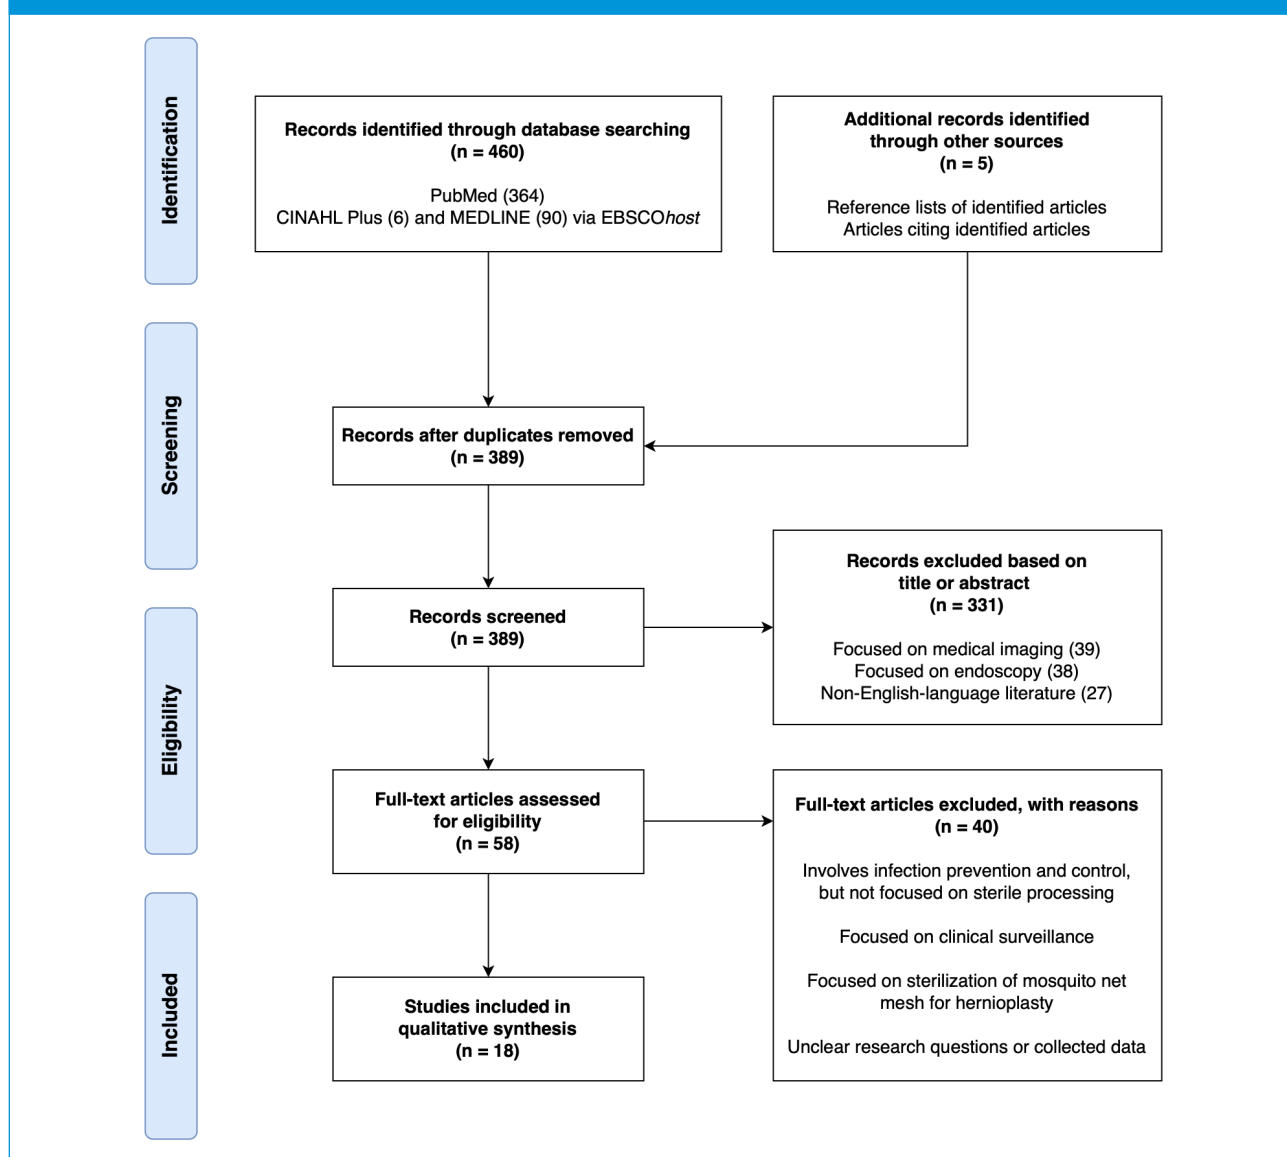 Identification
Records identified through database searching
(n = 460)
PubMed (364)
CINAHL Plus (6) and MEDLINE (90) via EBSCOhost
Additional records identified
through other sources
(n = 5)
Reference lists of identified articles
Articles citing identified articles
Screening
Records after duplicates removed
(n = 389)
Records screened
(n = 389)
Records excluded based on
title or abstract
(n = 331)
Focused on medical imaging (39)
Focused on endoscopy (38)
Non-English-language literature (27)
Eligibility
Full-text articles assessed
for eligibility
(n = 58)
Full-text articles excluded, with reasons
(n = 40)
Involves infection prevention and control,
but not focused on sterile processing
Focused on clinical surveillance
Focused on sterilization of mosquito net
mesh for hernioplasty
Unclear research questions or collected data
Included
Studies included in
qualitative synthesis
(n = 18)